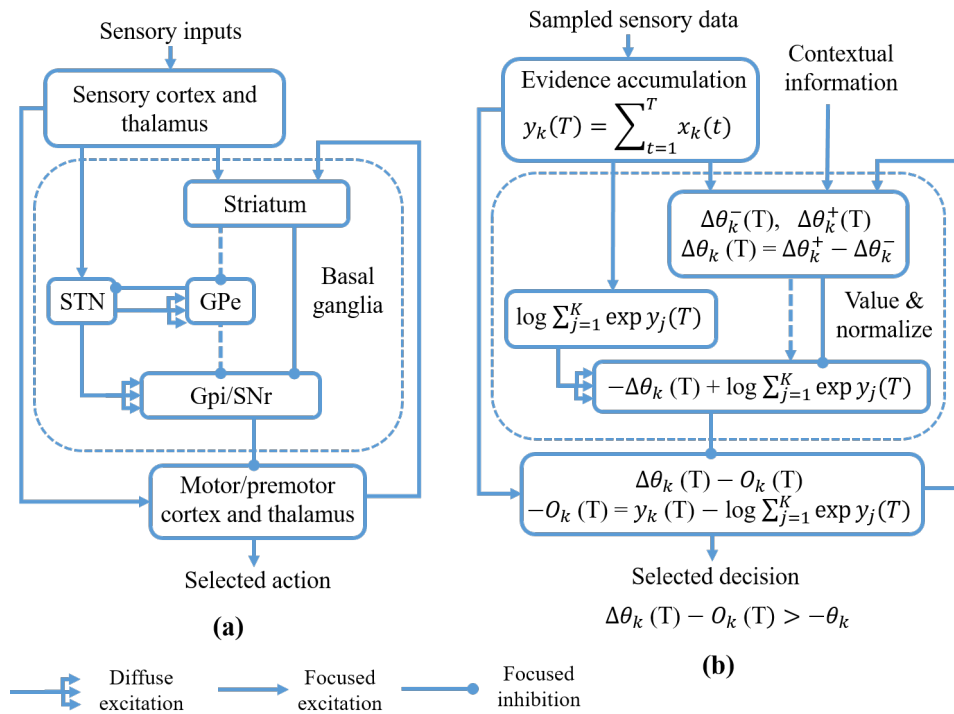 Sensory inputs
Sensory cortex and
thalamus
Striatum
STN
GPe
Basal
ganglia
Gpi/SNr
Motor/premotor
cortex and thalamus
Selected action
(a)
Sampled sensory data
Evidence accumulation
y_k(T) = ∑_{t=1}^{T} x_k(t)
Contextual
information
Δθ_k^-(T), Δθ_k^+(T)
Δθ_k (T) = Δθ_k^+ − Δθ_k^-
Value &
normalize
log ∑_{j=1}^{K} exp y_j(T)
−Δθ_k (T) + log ∑_{j=1}^{K} exp y_j(T)
Δθ_k (T) − O_k (T)
−O_k (T) = y_k (T) − log ∑_{j=1}^{K} exp y_j(T)
Selected decision
Δθ_k (T) − O_k (T) > −θ_k
(b)
Diffuse
excitation
Focused
excitation
Focused
inhibition